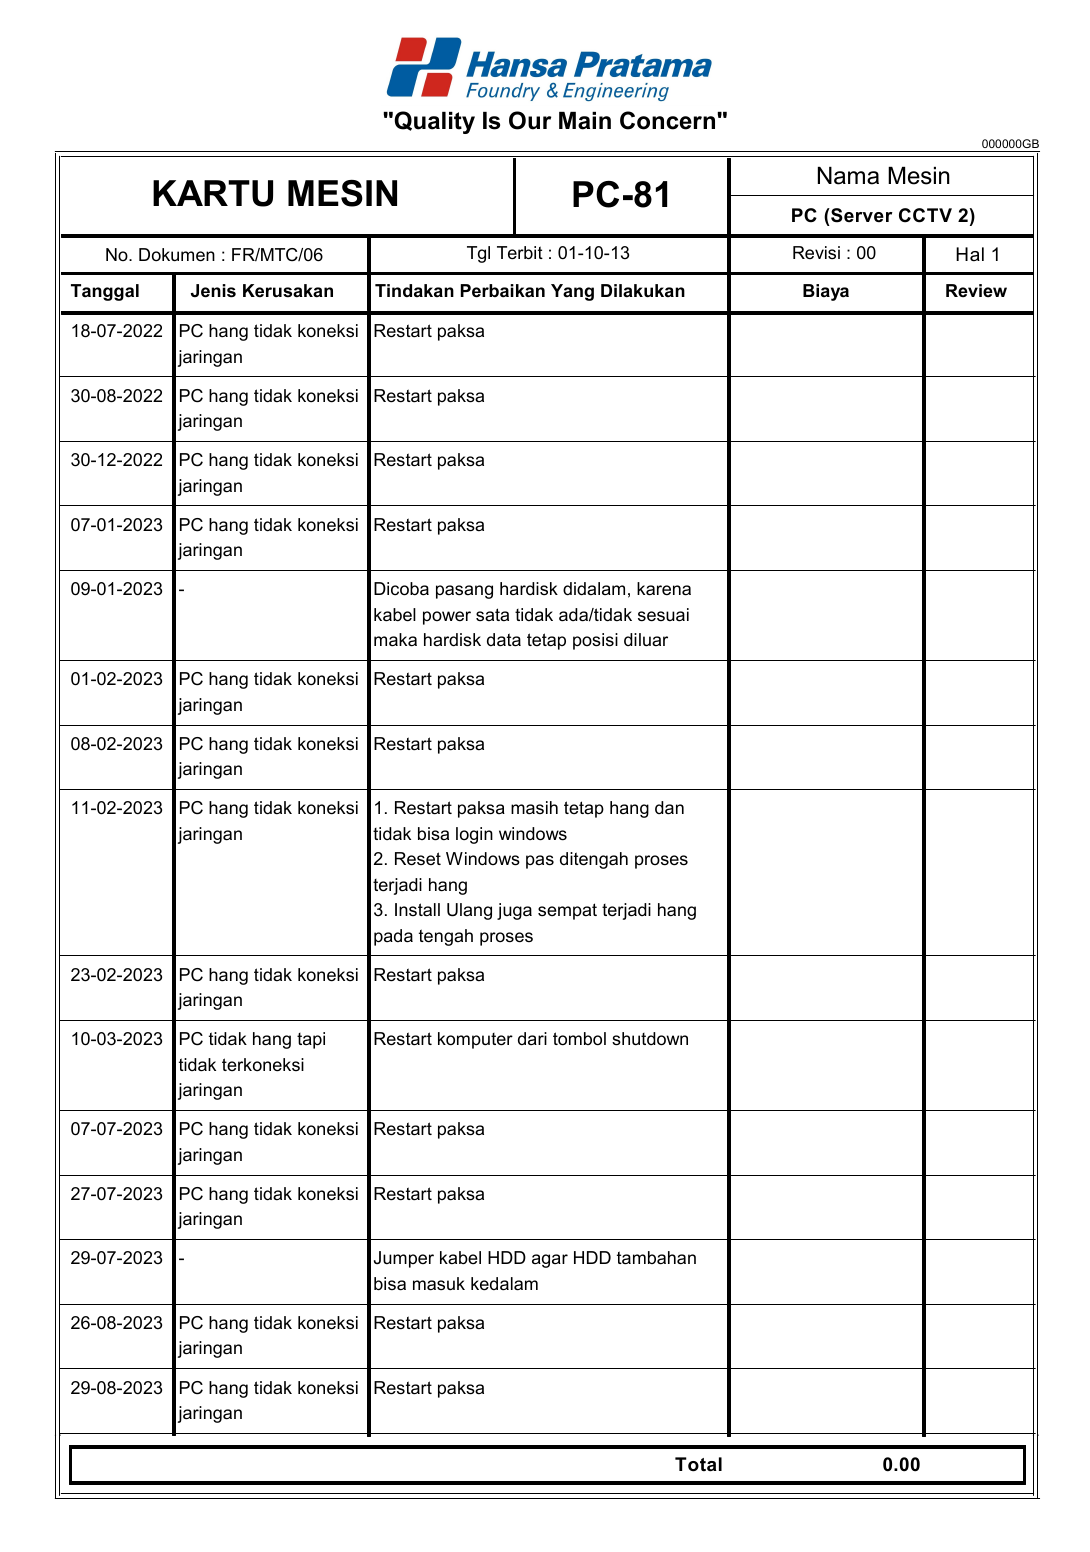 Hansa Pratama
Foundry & Engineering
"Quality Is Our Main Concern"
000000GB
KARTU MESIN
PC-81
Nama Mesin
PC (Server CCTV 2)
No. Dokumen : FR/MTC/06
Tgl Terbit : 01-10-13
Revisi : 00
Hal 1
Tanggal
Jenis Kerusakan
Tindakan Perbaikan Yang Dilakukan
Biaya
Review
18-07-2022
PC hang tidak koneksi
jaringan
Restart paksa
30-08-2022
PC hang tidak koneksi
jaringan
Restart paksa
30-12-2022
PC hang tidak koneksi
jaringan
Restart paksa
07-01-2023
PC hang tidak koneksi
jaringan
Restart paksa
09-01-2023
-
Dicoba pasang hardisk didalam, karena
kabel power sata tidak ada/tidak sesuai
maka hardisk data tetap posisi diluar
01-02-2023
PC hang tidak koneksi
jaringan
Restart paksa
08-02-2023
PC hang tidak koneksi
jaringan
Restart paksa
11-02-2023
PC hang tidak koneksi
jaringan
1. Restart paksa masih tetap hang dan
tidak bisa login windows
2. Reset Windows pas ditengah proses
terjadi hang
3. Install Ulang juga sempat terjadi hang
pada tengah proses
23-02-2023
PC hang tidak koneksi
jaringan
Restart paksa
10-03-2023
PC tidak hang tapi
tidak terkoneksi
jaringan
Restart komputer dari tombol shutdown
07-07-2023
PC hang tidak koneksi
jaringan
Restart paksa
27-07-2023
PC hang tidak koneksi
jaringan
Restart paksa
29-07-2023
-
Jumper kabel HDD agar HDD tambahan
bisa masuk kedalam
26-08-2023
PC hang tidak koneksi
jaringan
Restart paksa
29-08-2023
PC hang tidak koneksi
jaringan
Restart paksa
Total
0.00